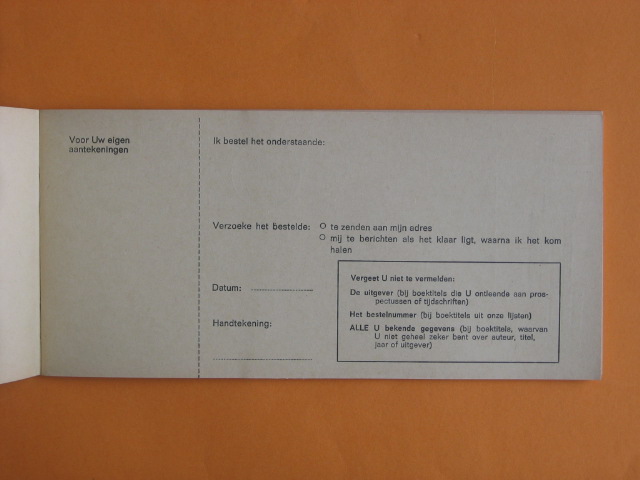 Voor Uw eigen
aantekeningen
Ik bestel het onderstaande:
Verzoeke het bestelde: O te zenden aan mijn adres
O mij te berichten als het klaar ligt, waarna ik het kom
halen
Datum:
Handtekening:
Vergeet U niet te vermelden:
De uitgever (bij boektitels die U ontleende aan pros-
pectussen of tijdschriften)
Het bestelnummer (bij boektitels uit onze lijsten)
ALLE U bekende gegevens (bij boektitels, waarvan
U niet geheel zeker bent over auteur, titel,
jaar of uitgever)